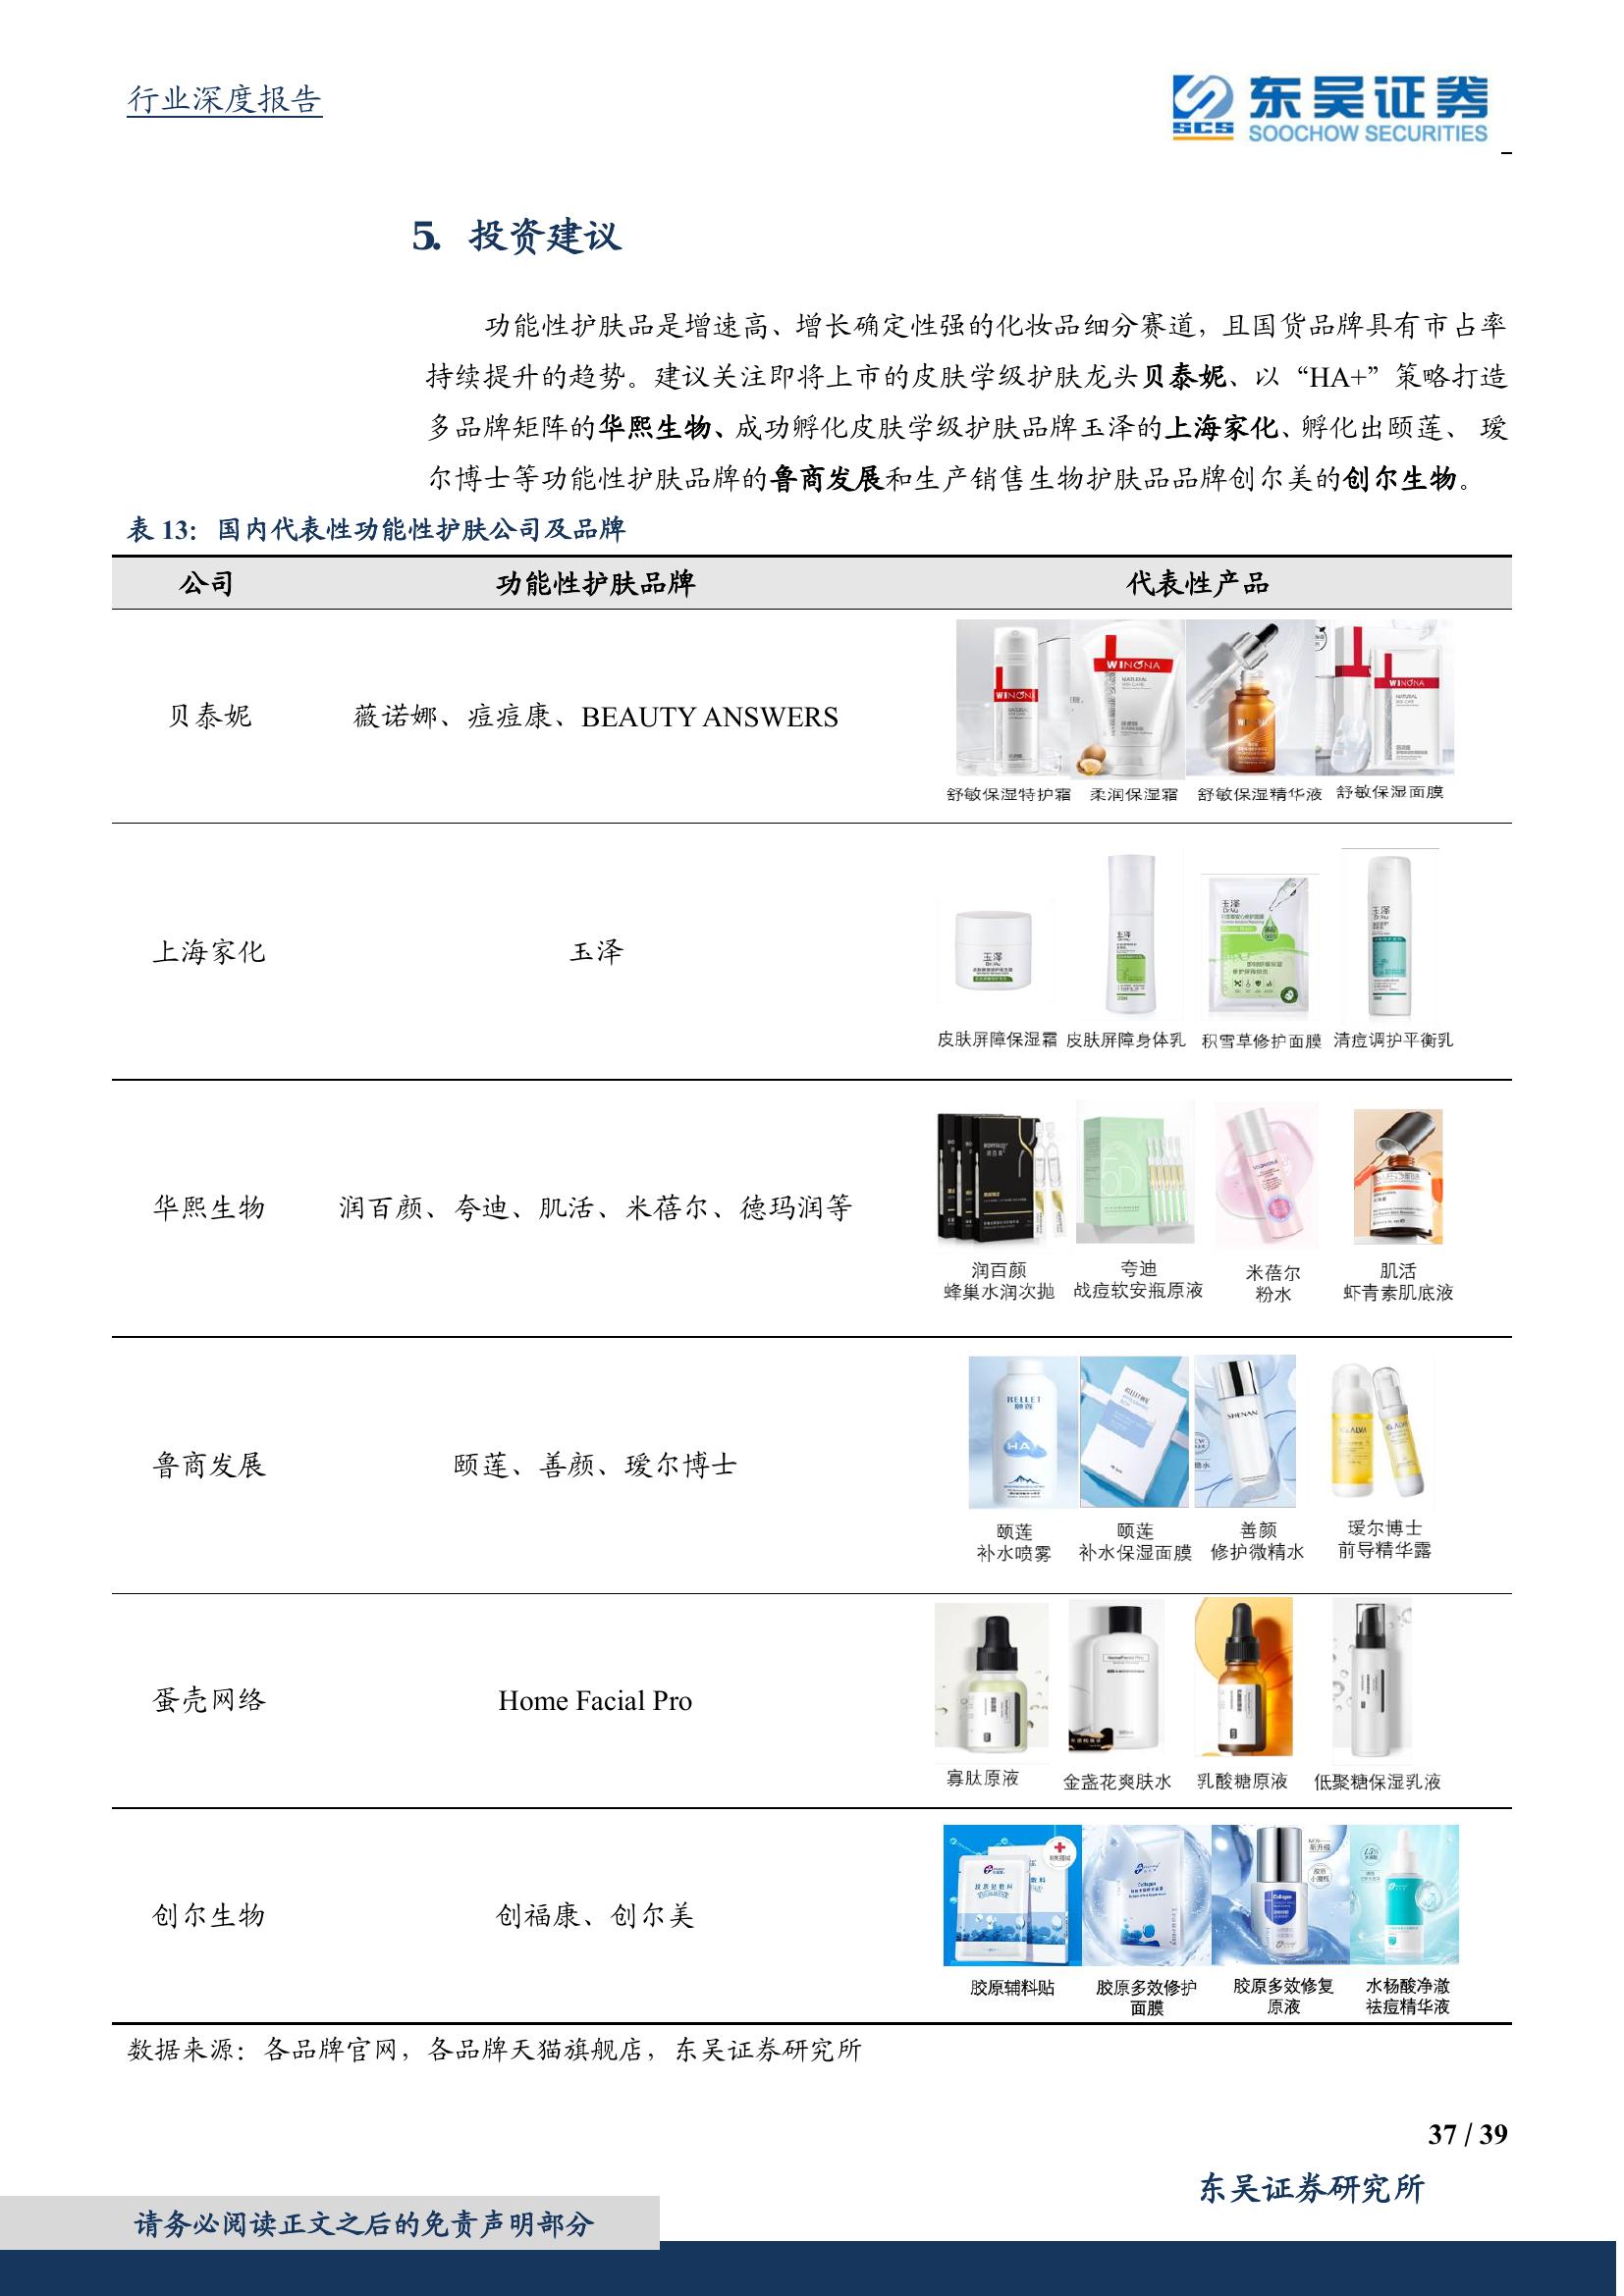 行业深度报告
SCS 东吴证券
SOOCHOW SECURITIES
5. 投资建议
功能性护肤品是增速高、增长确定性强的化妆品细分赛道，且国货品牌具有市占率
持续提升的趋势。建议关注即将上市的皮肤学级护肤龙头贝泰妮、以“HA+”策略打造
多品牌矩阵的华熙生物、成功孵化皮肤学级护肤品牌玉泽的上海家化、孵化出颐莲、 瑷
尔博士等功能性护肤品牌的鲁商发展和生产销售生物护肤品品牌创尔美的创尔生物。
表 13：国内代表性功能性护肤公司及品牌
公司 功能性护肤品牌 代表性产品
WINONA WINONA WINONA WINONA
贝泰妮 薇诺娜、痘痘康、BEAUTY ANSWERS
舒敏保湿特护霜 柔润保湿霜 舒敏保湿精华液 舒敏保湿面膜
上海家化 玉泽
玉泽 玉泽 玉泽 玉泽
皮肤屏障保湿霜 皮肤屏障身体乳 积雪草修护面膜 清痘调护平衡乳
华熙生物 润百颜、夸迪、肌活、米蓓尔、德玛润等
润百颜 夸迪 米蓓尔 肌活
蜂巢水润次抛 战痘软安瓶原液 粉水 虾青素肌底液
RELLET 颐莲 HA SHENAN
鲁商发展 颐莲、善颜、瑷尔博士
颐莲 颐莲 善颜 瑷尔博士
补水喷雾 补水保湿面膜 修护微精水 前导精华露
蛋壳网络 Home Facial Pro
寡肽原液 金盏花爽肤水 乳酸糖原液 低聚糖保湿乳液
创尔生物 创福康、创尔美
Collagen Collagen
胶原辅料贴 胶原多效修护 胶原多效修复 水杨酸净澈
面膜 原液 祛痘精华液
数据来源：各品牌官网，各品牌天猫旗舰店，东吴证券研究所
37 / 39
东吴证券研究所
请务必阅读正文之后的免责声明部分